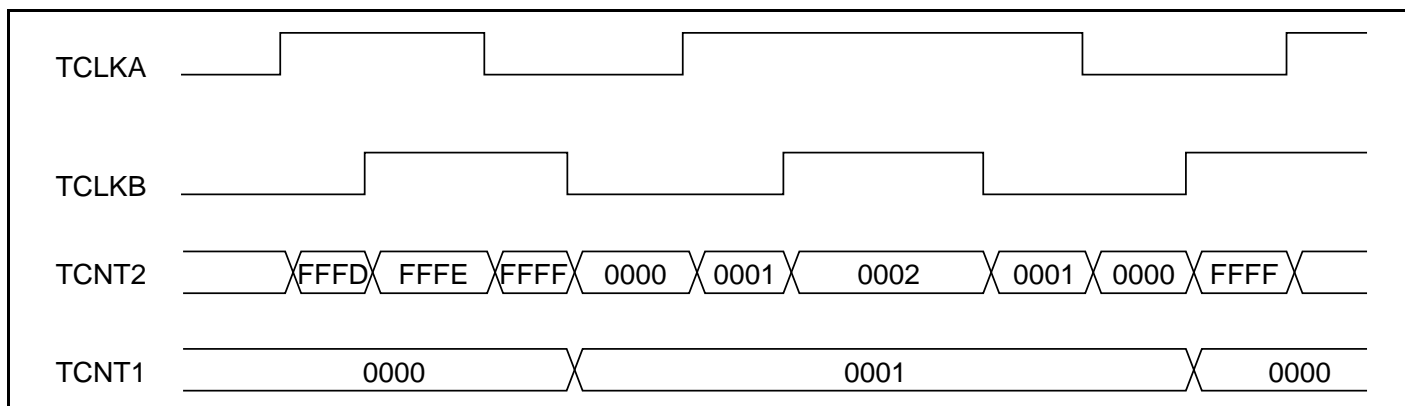 TCLKA
TCLKB
TCNT2 FFFD FFFE FFFF 0000 0001 0002 0001 0000 FFFF
TCNT1 0000 0001 0000